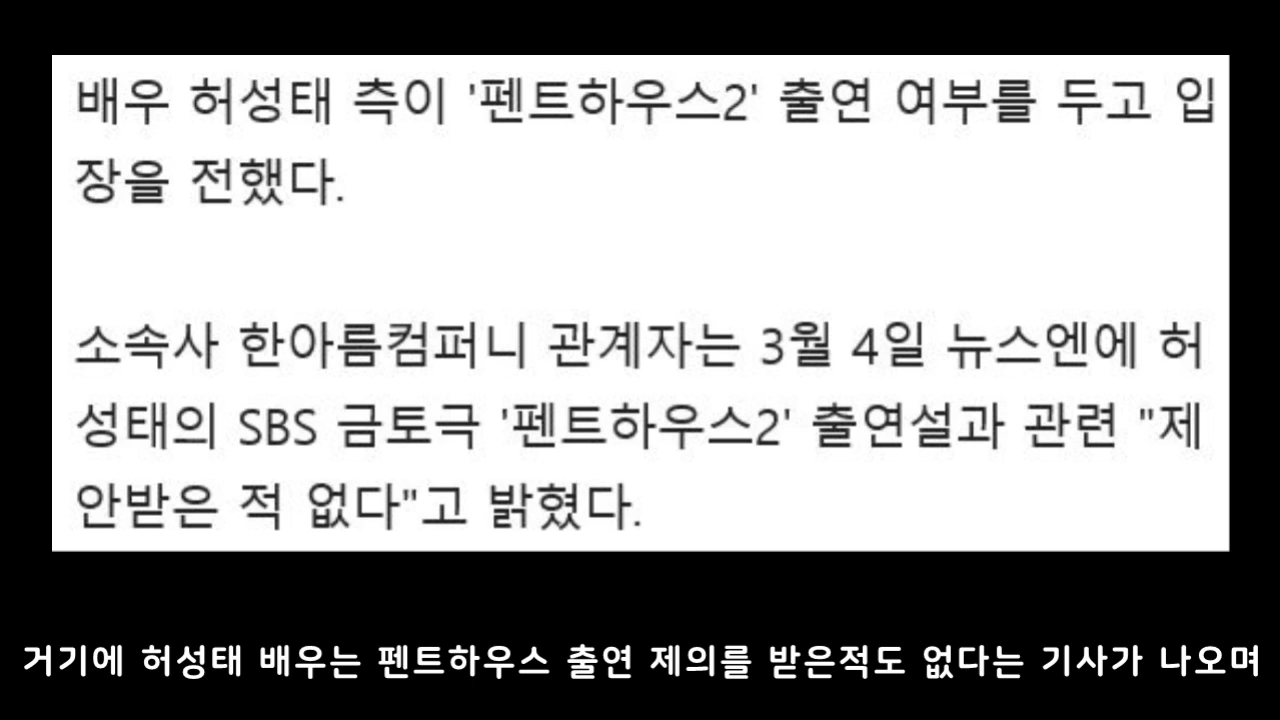 배우 허성태 측이 '펜트하우스2' 출연 여부를 두고 입
장을 전했다.
소속사 한아름컴퍼니 관계자는 3월 4일 뉴스엔에 허
성태의 SBS 금토극 '펜트하우스2' 출연설과 관련 "제
안받은 적 없다"고 밝혔다.
거기에 허성태 배우는 펜트하우스 출연 제의를 받은적도 없다는 기사가 나오며